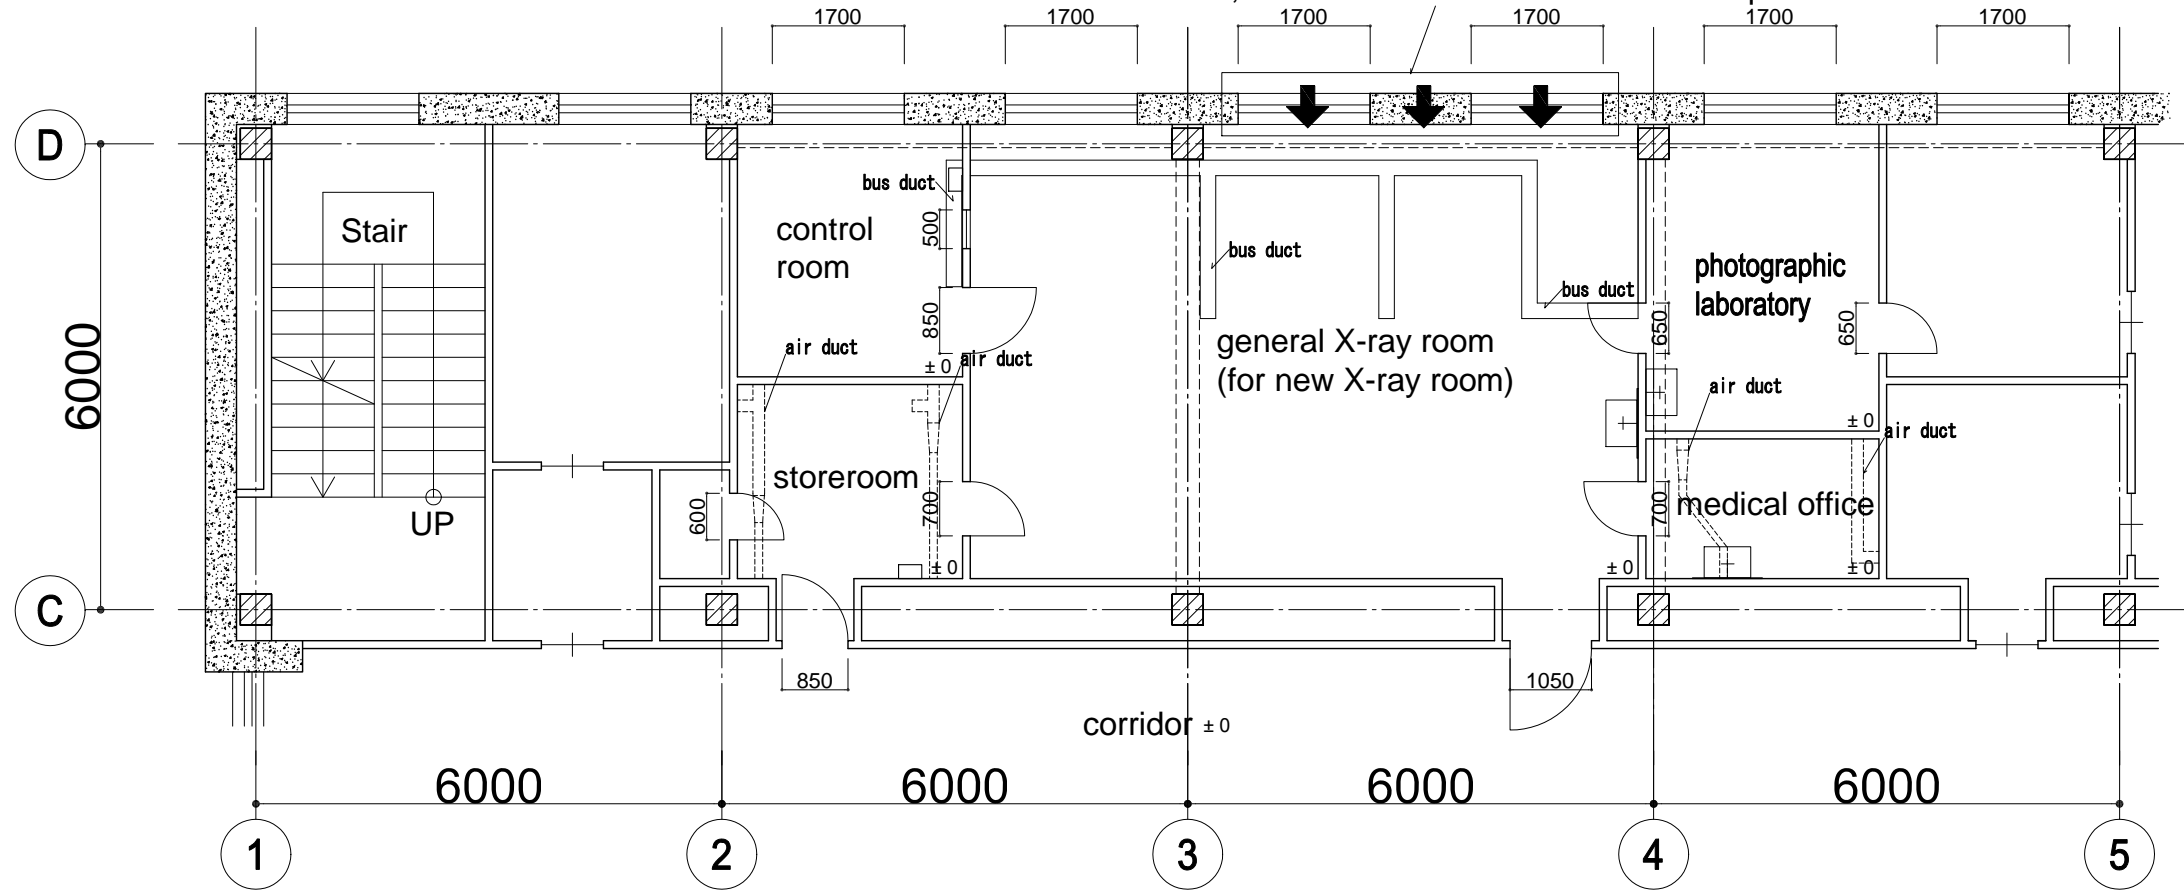 1700
1700
1700
1700
1700
1700
D
bus duct
Stair
control
room
500
bus duct
photographic
laboratory
bus duct
850
650
650
general X-ray room
(for new X-ray room)
air duct
air duct
± 0
6000
air duct
± 0
air duct
storeroom
600
700
700
medical office
UP
± 0
± 0
± 0
C
850
1050
corridor ± 0
6000
6000
6000
6000
1
2
3
4
5